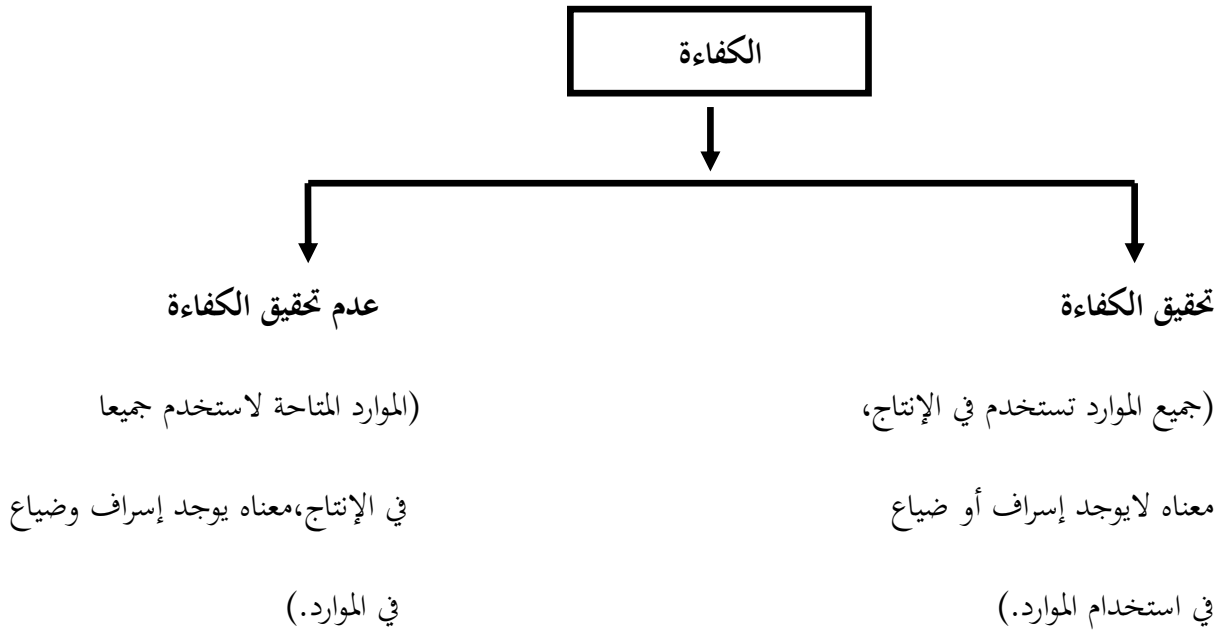 الكفاءة
تحقيق الكفاءة
(جميع الموارد تستخدم في الإنتاج،
معناه لايوجد إسراف أو ضياع
في استخدام الموارد.)
عدم تحقيق الكفاءة
(الموارد المتاحة لاستخدم جميعا
في الإنتاج،معناه يوجد إسراف وضياع
في الموارد.)